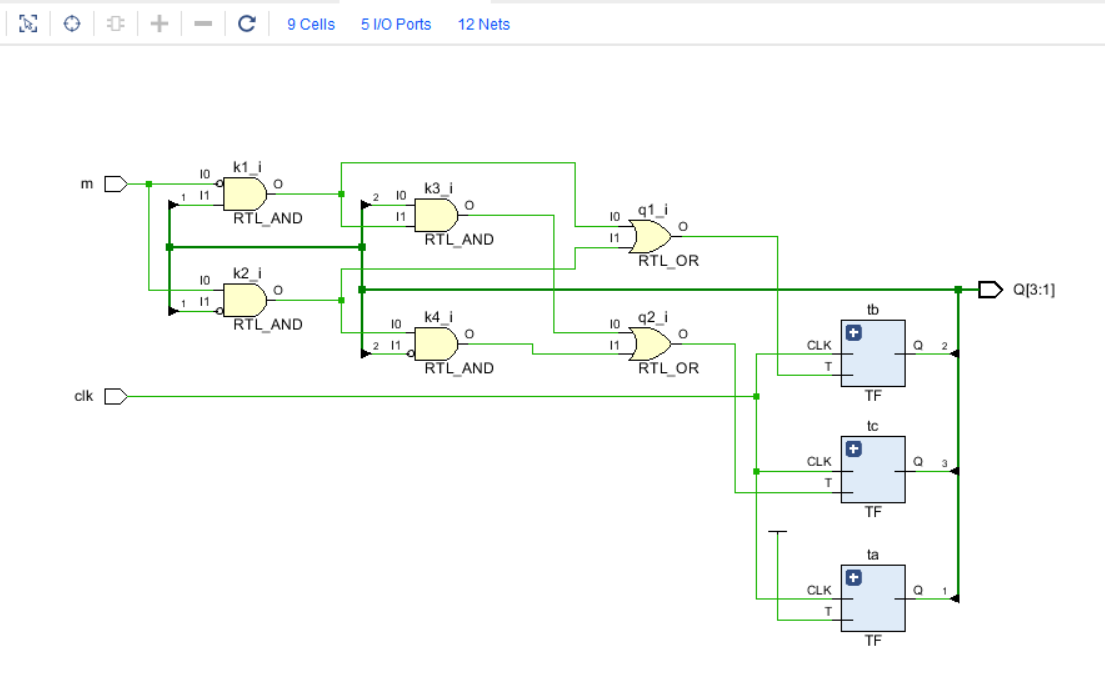 9 Cells 5 I/O Ports 12 Nets
m
I0 k1_i O
1 I1
RTL_AND
2 I0 k3_i O
I1
RTL_AND
I0 q1_i O
I1
RTL_OR
I0 k2_i O
1 I1
RTL_AND
Q[3:1]
I0 k4_i O
2 I1
RTL_AND
I0 q2_i O
I1
RTL_OR
tb
CLK Q 2
T
TF
clk
tc
CLK Q 3
T
TF
ta
CLK Q 1
T
TF